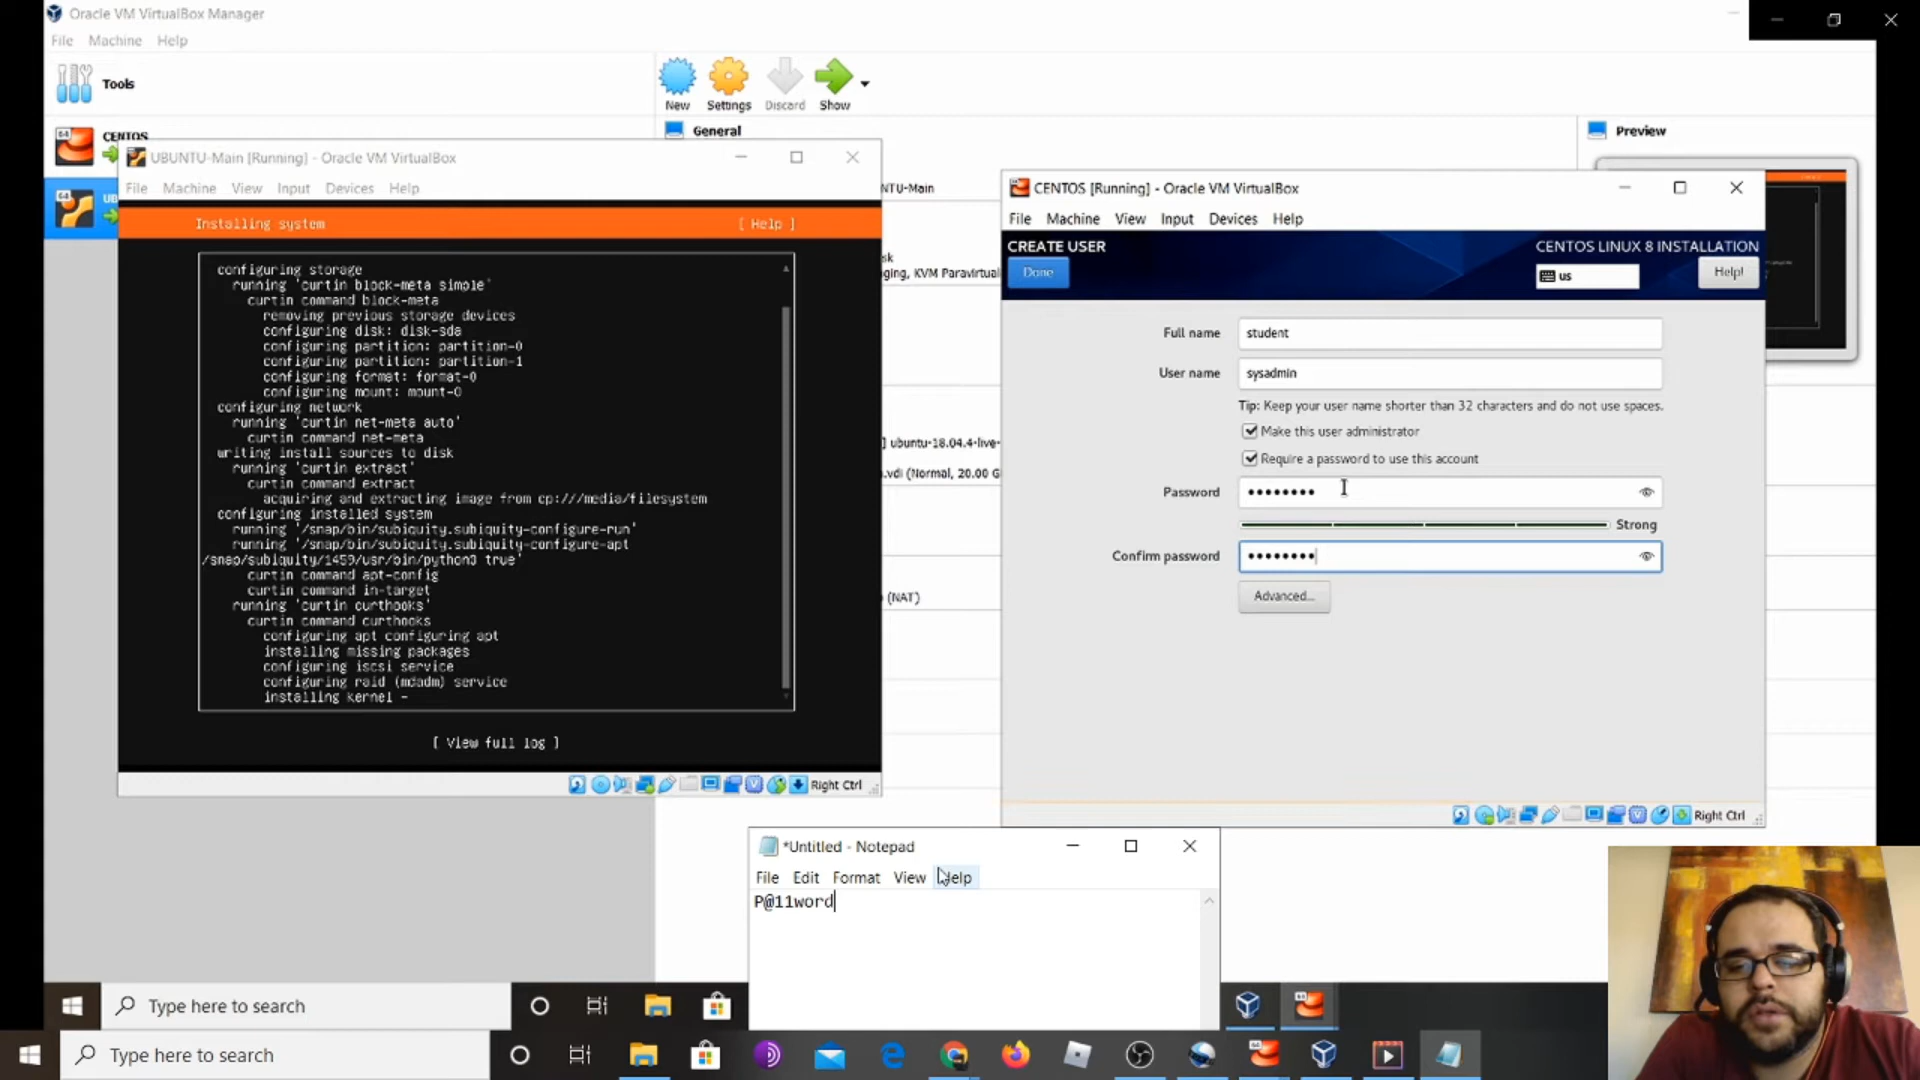 Oracle VM VirtualBox Manager
File Machine Help
Tools
New Settings Discard Show
General
Preview
CENTOS
UBUNTU-Main [Running] - Oracle VM VirtualBox
File Machine View Input Devices Help
Installing system [ Help ]
configuring storage
running 'curtin block-meta simple'
curtin command block-meta
removing previous storage devices
configuring disk: disk-sda
configuring partition: partition-0
configuring partition: partition-1
configuring format: format-0
configuring mount: mount-0
configuring network
running 'curtin net-meta auto'
curtin command net-meta
writing install sources to disk
running 'curtin extract'
curtin command extract
acquiring and extracting image from cp:///media/filesystem
configuring installed system
running '/snap/bin/subiquity.subiquity-configure-run'
running '/snap/bin/subiquity.subiquity-configure-apt
/snap/subiquity/1459/usr/bin/python3 true'
curtin command apt-config
curtin command in-target
running 'curtin curthooks'
curtin command curthooks
configuring apt configuring apt
installing missing packages
configuring iscsi service
configuring raid (mdadm) service
installing kernel -
[ View full log ]
Right Ctrl
NTU-Main
sk
ging, KVM Paravirtual
] ubuntu-18.04.4-live-
.vdi (Normal, 20.00 G
(NAT)
CENTOS [Running] - Oracle VM VirtualBox
File Machine View Input Devices Help
CREATE USER
CENTOS LINUX 8 INSTALLATION
Done
us
Help!
Full name student
User name sysadmin
Tip: Keep your user name shorter than 32 characters and do not use spaces.
Make this user administrator
Require a password to use this account
Password ••••••••
Strong
Confirm password ••••••••
Advanced...
Right Ctrl
*Untitled - Notepad
File Edit Format View Help
P@11word
Type here to search
Type here to search